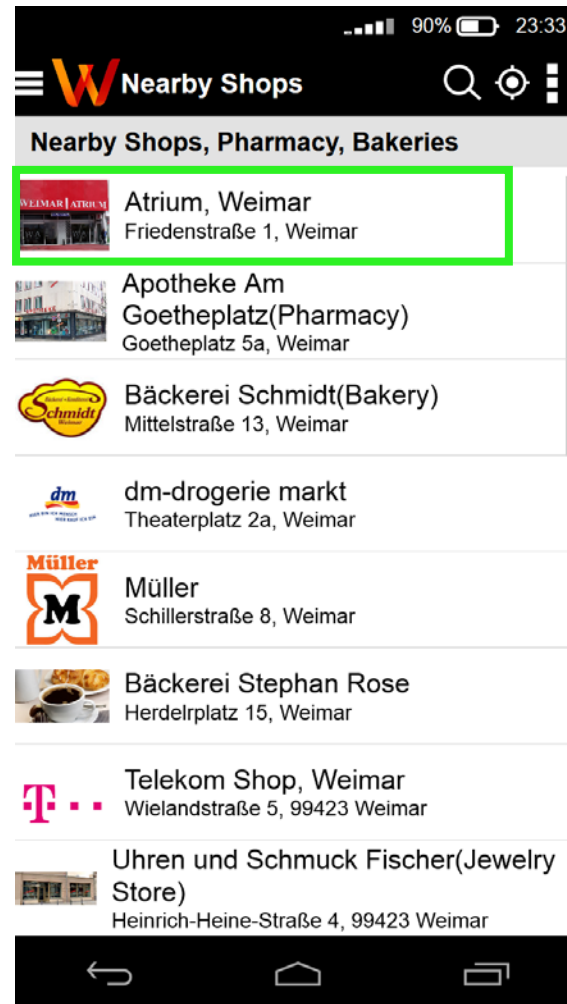 90% 23:33
W Nearby Shops
Nearby Shops, Pharmacy, Bakeries
WEIMAR ATRIUM
Atrium, Weimar
Friedenstraße 1, Weimar
Apotheke Am
Goetheplatz(Pharmacy)
Goetheplatz 5a, Weimar
Schmidt
Weimar
Bäckerei Schmidt(Bakery)
Mittelstraße 13, Weimar
dm
dm-drogerie markt
Theaterplatz 2a, Weimar
Müller
M
Müller
Schillerstraße 8, Weimar
Bäckerei Stephan Rose
Herdelrplatz 15, Weimar
T
Telekom Shop, Weimar
Wielandstraße 5, 99423 Weimar
Uhren und Schmuck Fischer(Jewelry
Store)
Heinrich-Heine-Straße 4, 99423 Weimar